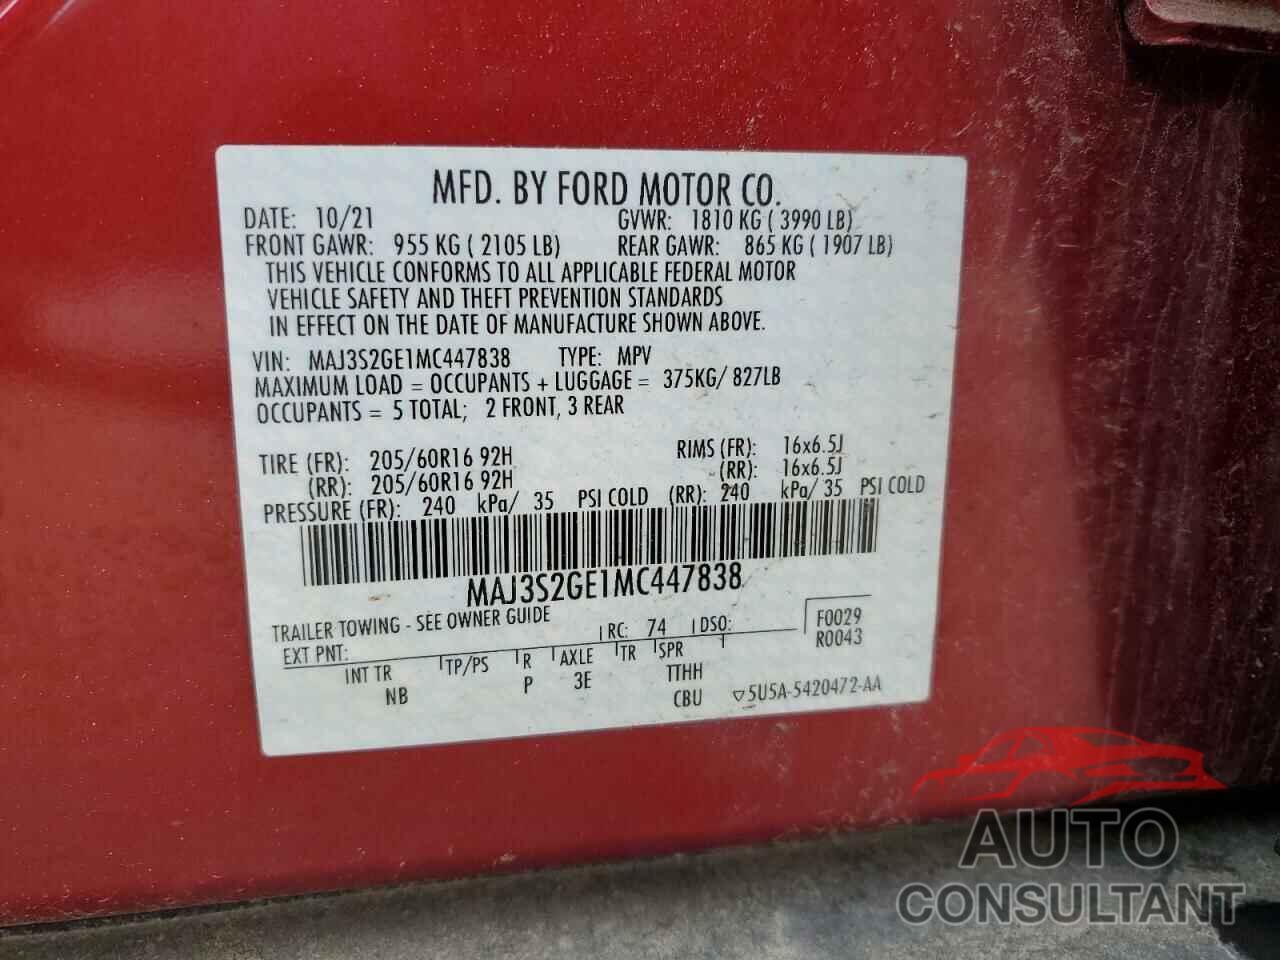 MFD. BY FORD MOTOR CO.
DATE: 10/21 GVWR: 1810 KG ( 3990 LB)
FRONT GAWR: 955 KG ( 2105 LB) REAR GAWR: 865 KG ( 1907 LB)
THIS VEHICLE CONFORMS TO ALL APPLICABLE FEDERAL MOTOR
VEHICLE SAFETY AND THEFT PREVENTION STANDARDS
IN EFFECT ON THE DATE OF MANUFACTURE SHOWN ABOVE.
VIN: MAJ3S2GE1MC447838 TYPE: MPV
MAXIMUM LOAD = OCCUPANTS + LUGGAGE = 375KG/ 827LB
OCCUPANTS = 5 TOTAL; 2 FRONT, 3 REAR
TIRE (FR): 205/60R16 92H RIMS (FR): 16x6.5J
(RR): 205/60R16 92H (RR): 16x6.5J
PRESSURE (FR): 240 kPa/ 35 PSI COLD (RR): 240 kPa/ 35 PSI COLD
MAJ3S2GE1MC447838
TRAILER TOWING - SEE OWNER GUIDE
EXT PNT: RC: 74 DSO: F0029
R0043
INT TR TP/PS R AXLE TR SPR
NB P 3E TTHH
CBU 5U5A-5420472-AA
AUTO
CONSULTANT